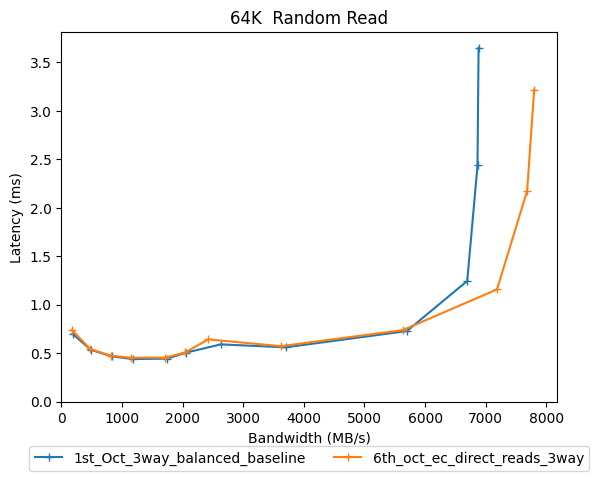 64K  Random Read
3.5
3.0
2.5
2.0
1.5
1.0
0.5
0.0
Latency (ms)
0 1000 2000 3000 4000 5000 6000 7000 8000
Bandwidth (MB/s)
1st_Oct_3way_balanced_baseline 6th_oct_ec_direct_reads_3way